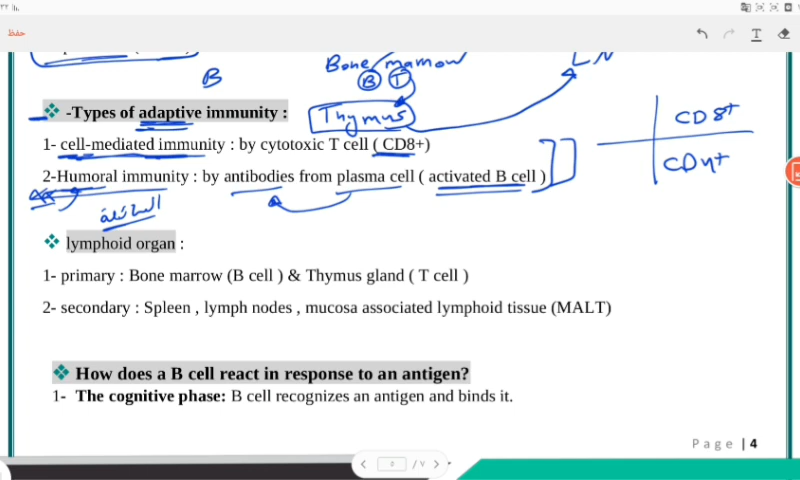 حفظ
T
LN
Bone marrow
B
B T
-Types of adaptive immunity :
Thymus
CD8+
1- cell-mediated immunity : by cytotoxic T cell ( CD8+)
CD4+
2-Humoral immunity : by antibodies from plasma cell ( activated B cell )
lymphoid organ :
1- primary : Bone marrow (B cell ) & Thymus gland ( T cell )
2- secondary : Spleen , lymph nodes , mucosa associated lymphoid tissue (MALT)
How does a B cell react in response to an antigen?
1- The cognitive phase: B cell recognizes an antigen and binds it.
Page | 4
٥ / ٧